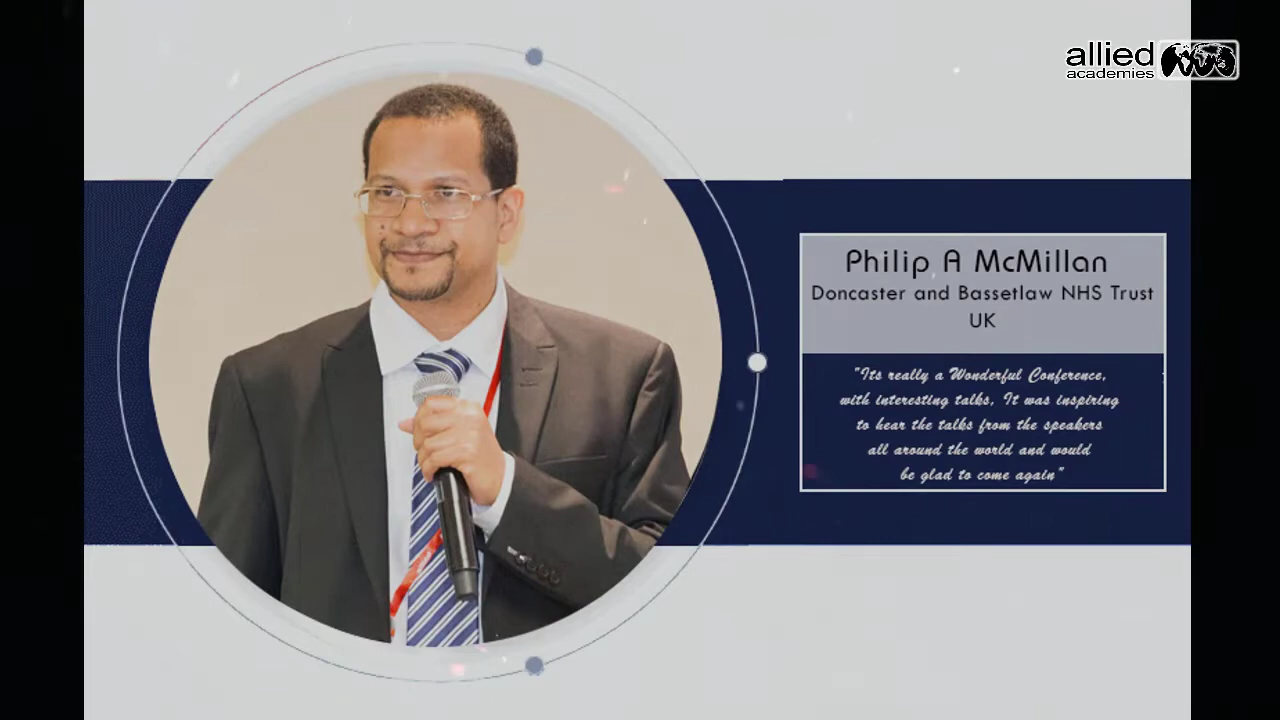 allied
academies
Philip A McMillan
Doncaster and Bassetlaw NHS Trust
UK
"Its really a Wonderful Conference,
with interesting talks, It was inspiring
to hear the talks from the speakers
all around the world and would
be glad to come again"